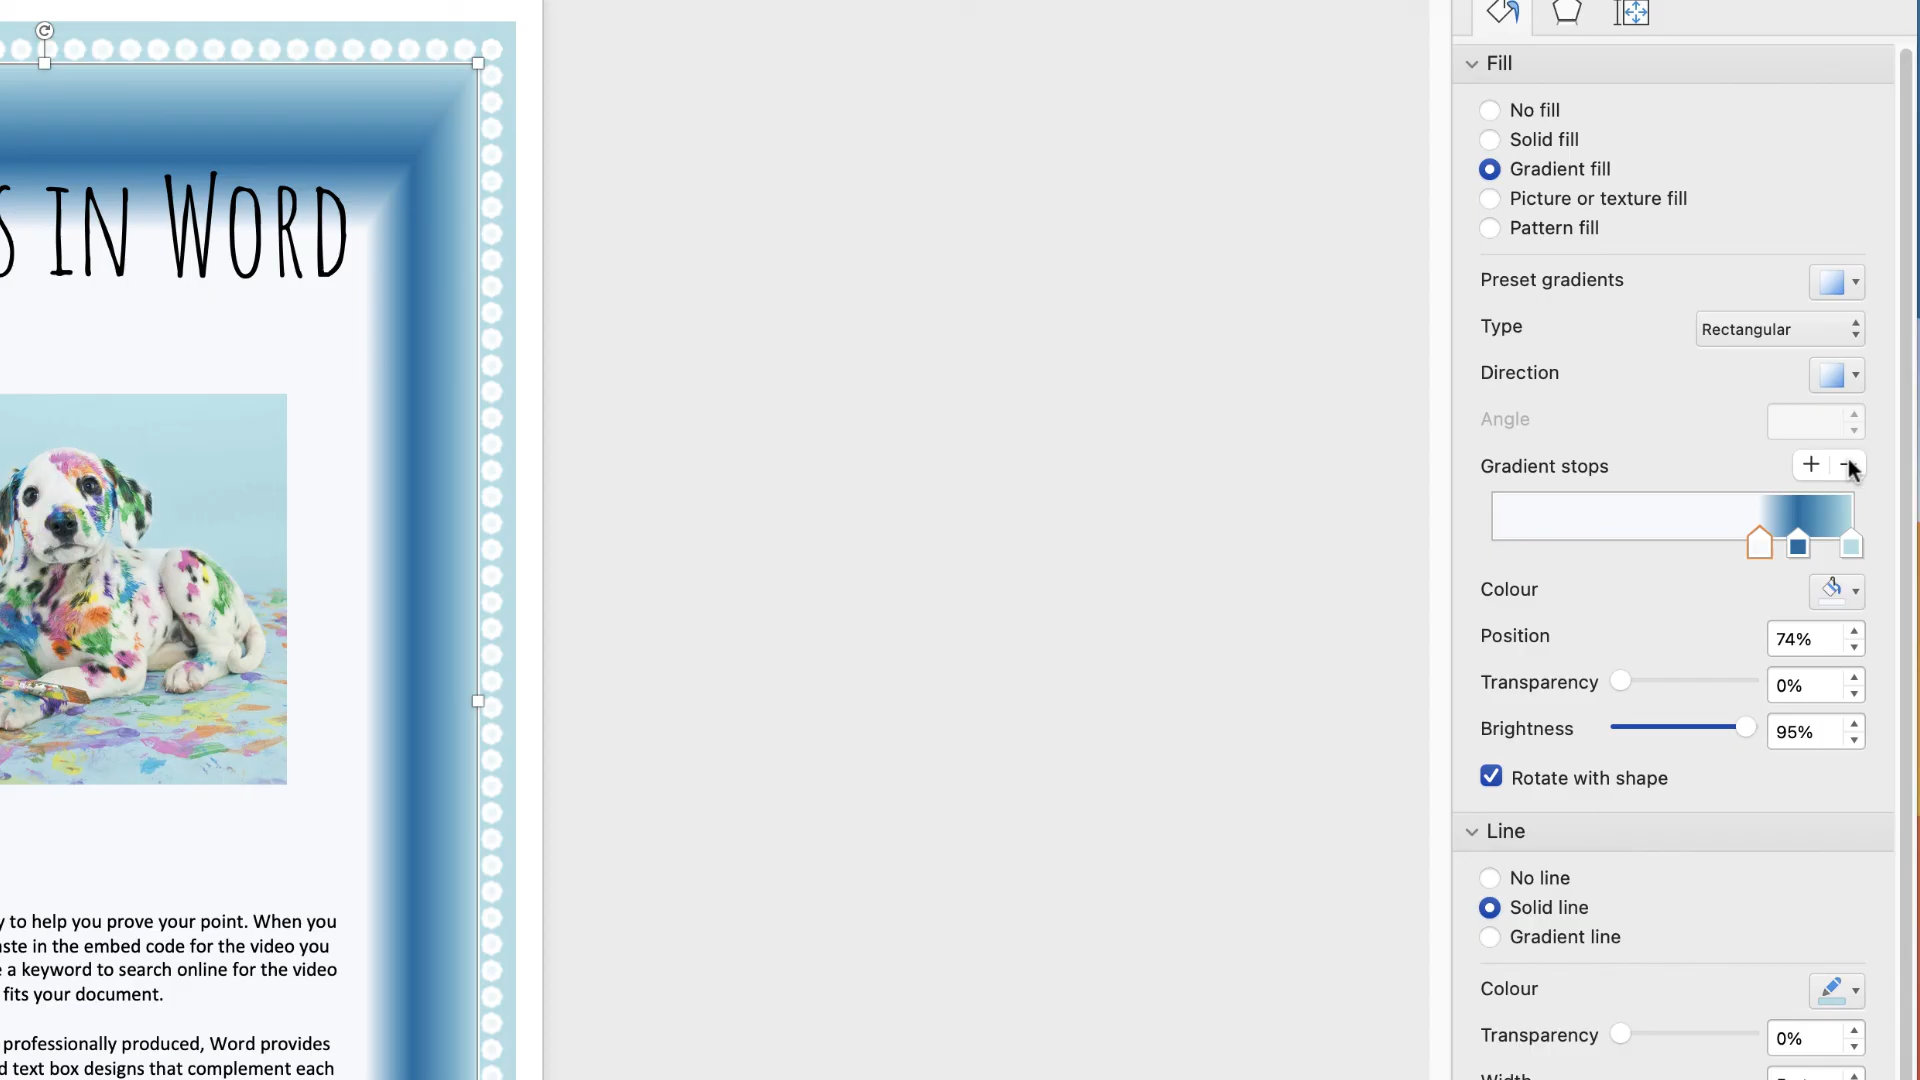 S IN WORD
y to help you prove your point. When you
aste in the embed code for the video you
a keyword to search online for the video
fits your document.
professionally produced, Word provides
d text box designs that complement each
Fill
No fill
Solid fill
Gradient fill
Picture or texture fill
Pattern fill
Preset gradients
Type
Rectangular
Direction
Angle
Gradient stops
Colour
Position
74%
Transparency
0%
Brightness
95%
Rotate with shape
Line
No line
Solid line
Gradient line
Colour
Transparency
0%
Width